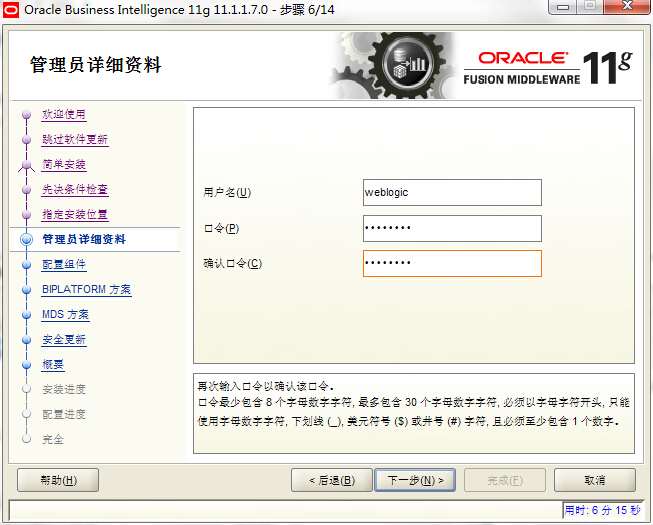 Oracle Business Intelligence 11g 11.1.1.7.0 - 步骤 6/14
管理员详细资料
ORACLE
FUSION MIDDLEWARE 11g
欢迎使用
跳过软件更新
简单安装
先决条件检查
指定安装位置
管理员详细资料
配置组件
BIPLATFORM 方案
MDS 方案
安全更新
概要
安装进度
配置进度
完全
用户名(U) weblogic
口令(P) ••••••••
确认口令(C) ••••••••
再次输入口令以确认该口令。
口令最少包含 8 个字母数字字符, 最多包含 30 个字母数字字符, 必须以字母字符开头, 只能
使用字母数字字符, 下划线 (_), 美元符号 ($) 或井号 (#) 字符, 且必须至少包含 1 个数字。
帮助(H) < 后退(B) 下一步(N) > 完成(F) 取消
用时: 6 分 15 秒